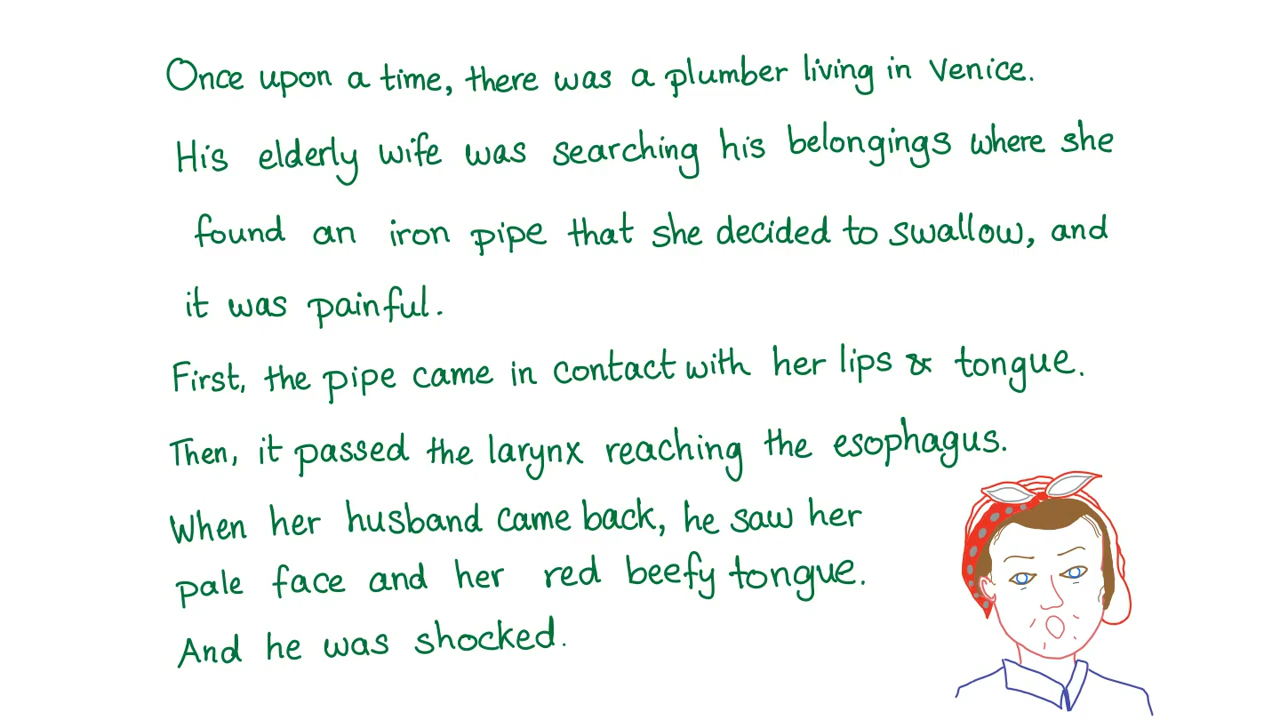 Once upon a time, there was a plumber living in Venice.
His elderly wife was searching his belongings where she
found an iron pipe that she decided to swallow, and
it was painful.
First, the pipe came in contact with her lips & tongue.
Then, it passed the larynx reaching the esophagus.
When her husband came back, he saw her
pale face and her red beefy tongue.
And he was shocked.